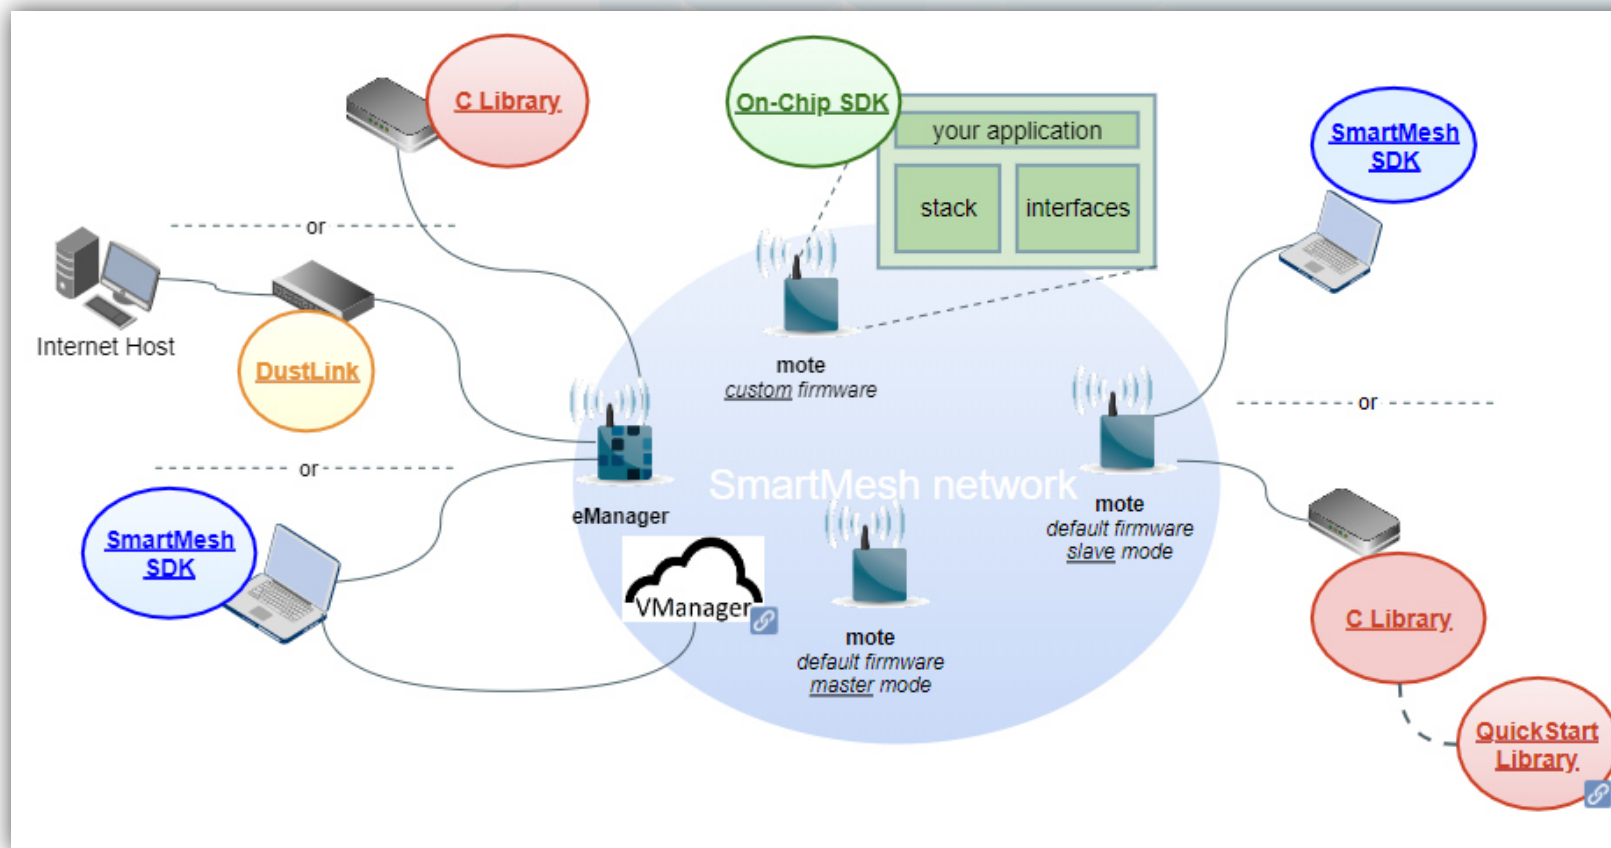 C Library
On-Chip SDK
your application
stack
interfaces
SmartMesh
SDK
or
Internet Host
DustLink
mote
custom firmware
or
or
SmartMesh network
eManager
mote
default firmware
slave mode
SmartMesh
SDK
VManager
mote
default firmware
master mode
C Library
QuickStart
Library